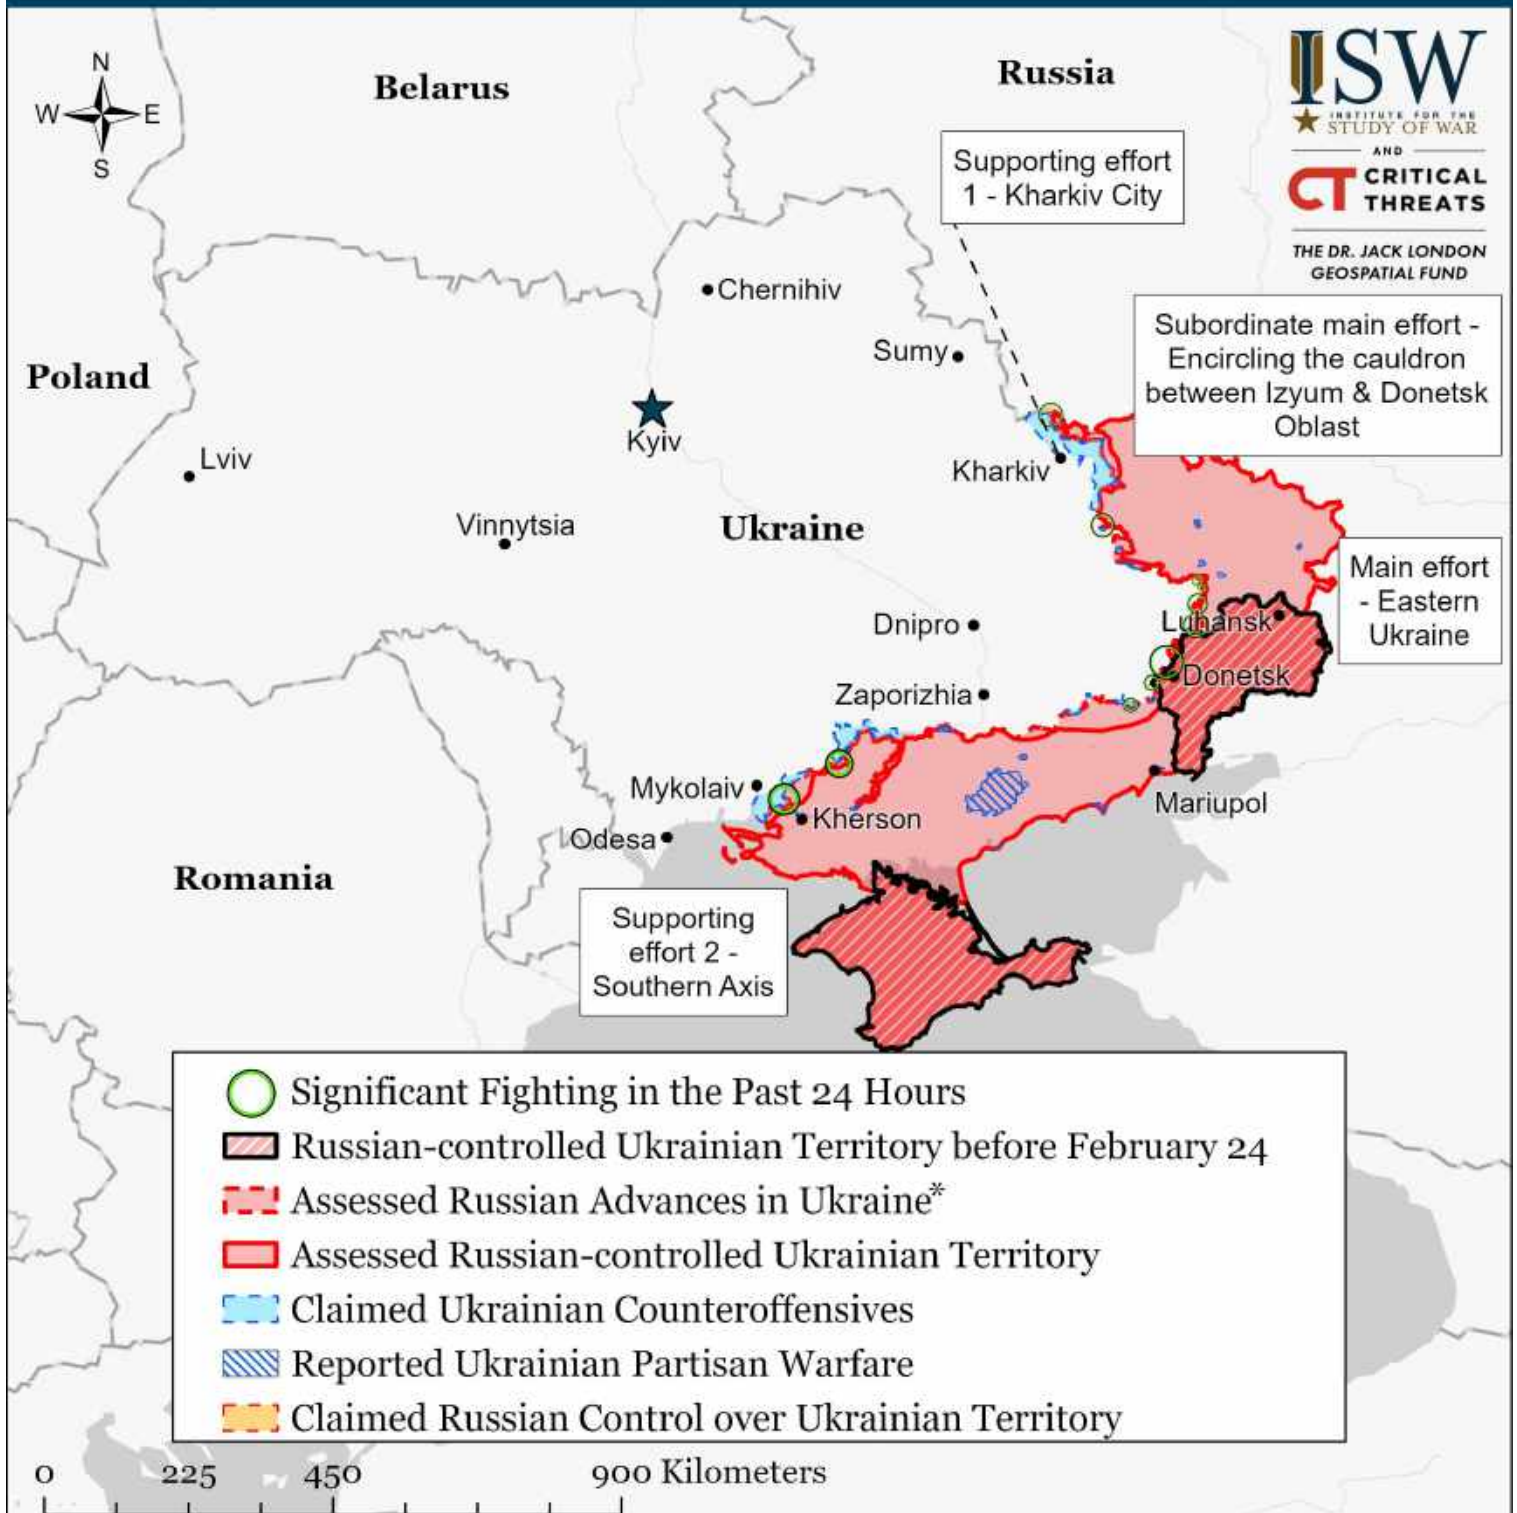 N
W E
S
Belarus
Russia
ISW
INSTITUTE FOR THE
STUDY OF WAR
AND
CT CRITICAL
THREATS
THE DR. JACK LONDON
GEOSPATIAL FUND
Supporting effort
1 - Kharkiv City
Chernihiv
Sumy
Subordinate main effort -
Encircling the cauldron
between Izyum & Donetsk
Oblast
Poland
Kyiv
Lviv
Kharkiv
Vinnytsia
Ukraine
Main effort
- Eastern
Ukraine
Dnipro
Luhansk
Donetsk
Zaporizhia
Mykolaiv
Mariupol
Kherson
Odesa
Romania
Supporting
effort 2 -
Southern Axis
Significant Fighting in the Past 24 Hours
Russian-controlled Ukrainian Territory before February 24
Assessed Russian Advances in Ukraine*
Assessed Russian-controlled Ukrainian Territory
Claimed Ukrainian Counteroffensives
Reported Ukrainian Partisan Warfare
Claimed Russian Control over Ukrainian Territory
0 225 450 900 Kilometers